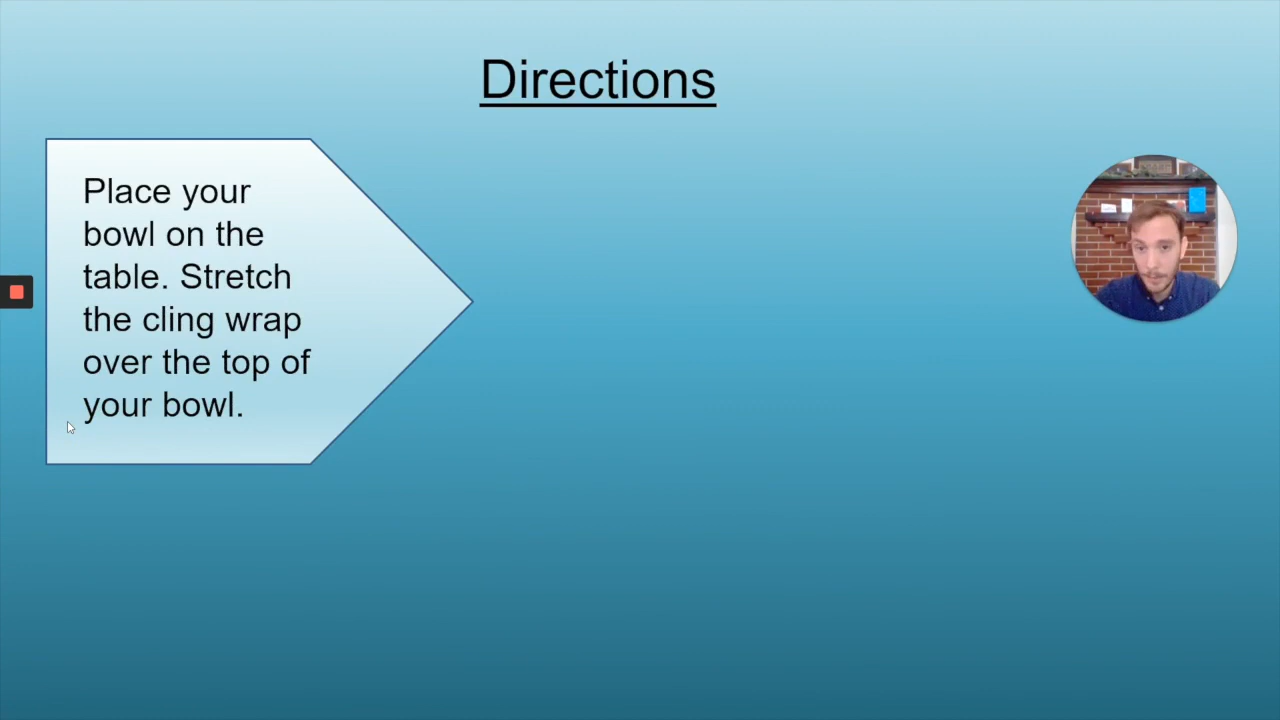 Directions
Place your
bowl on the
table. Stretch
the cling wrap
over the top of
your bowl.